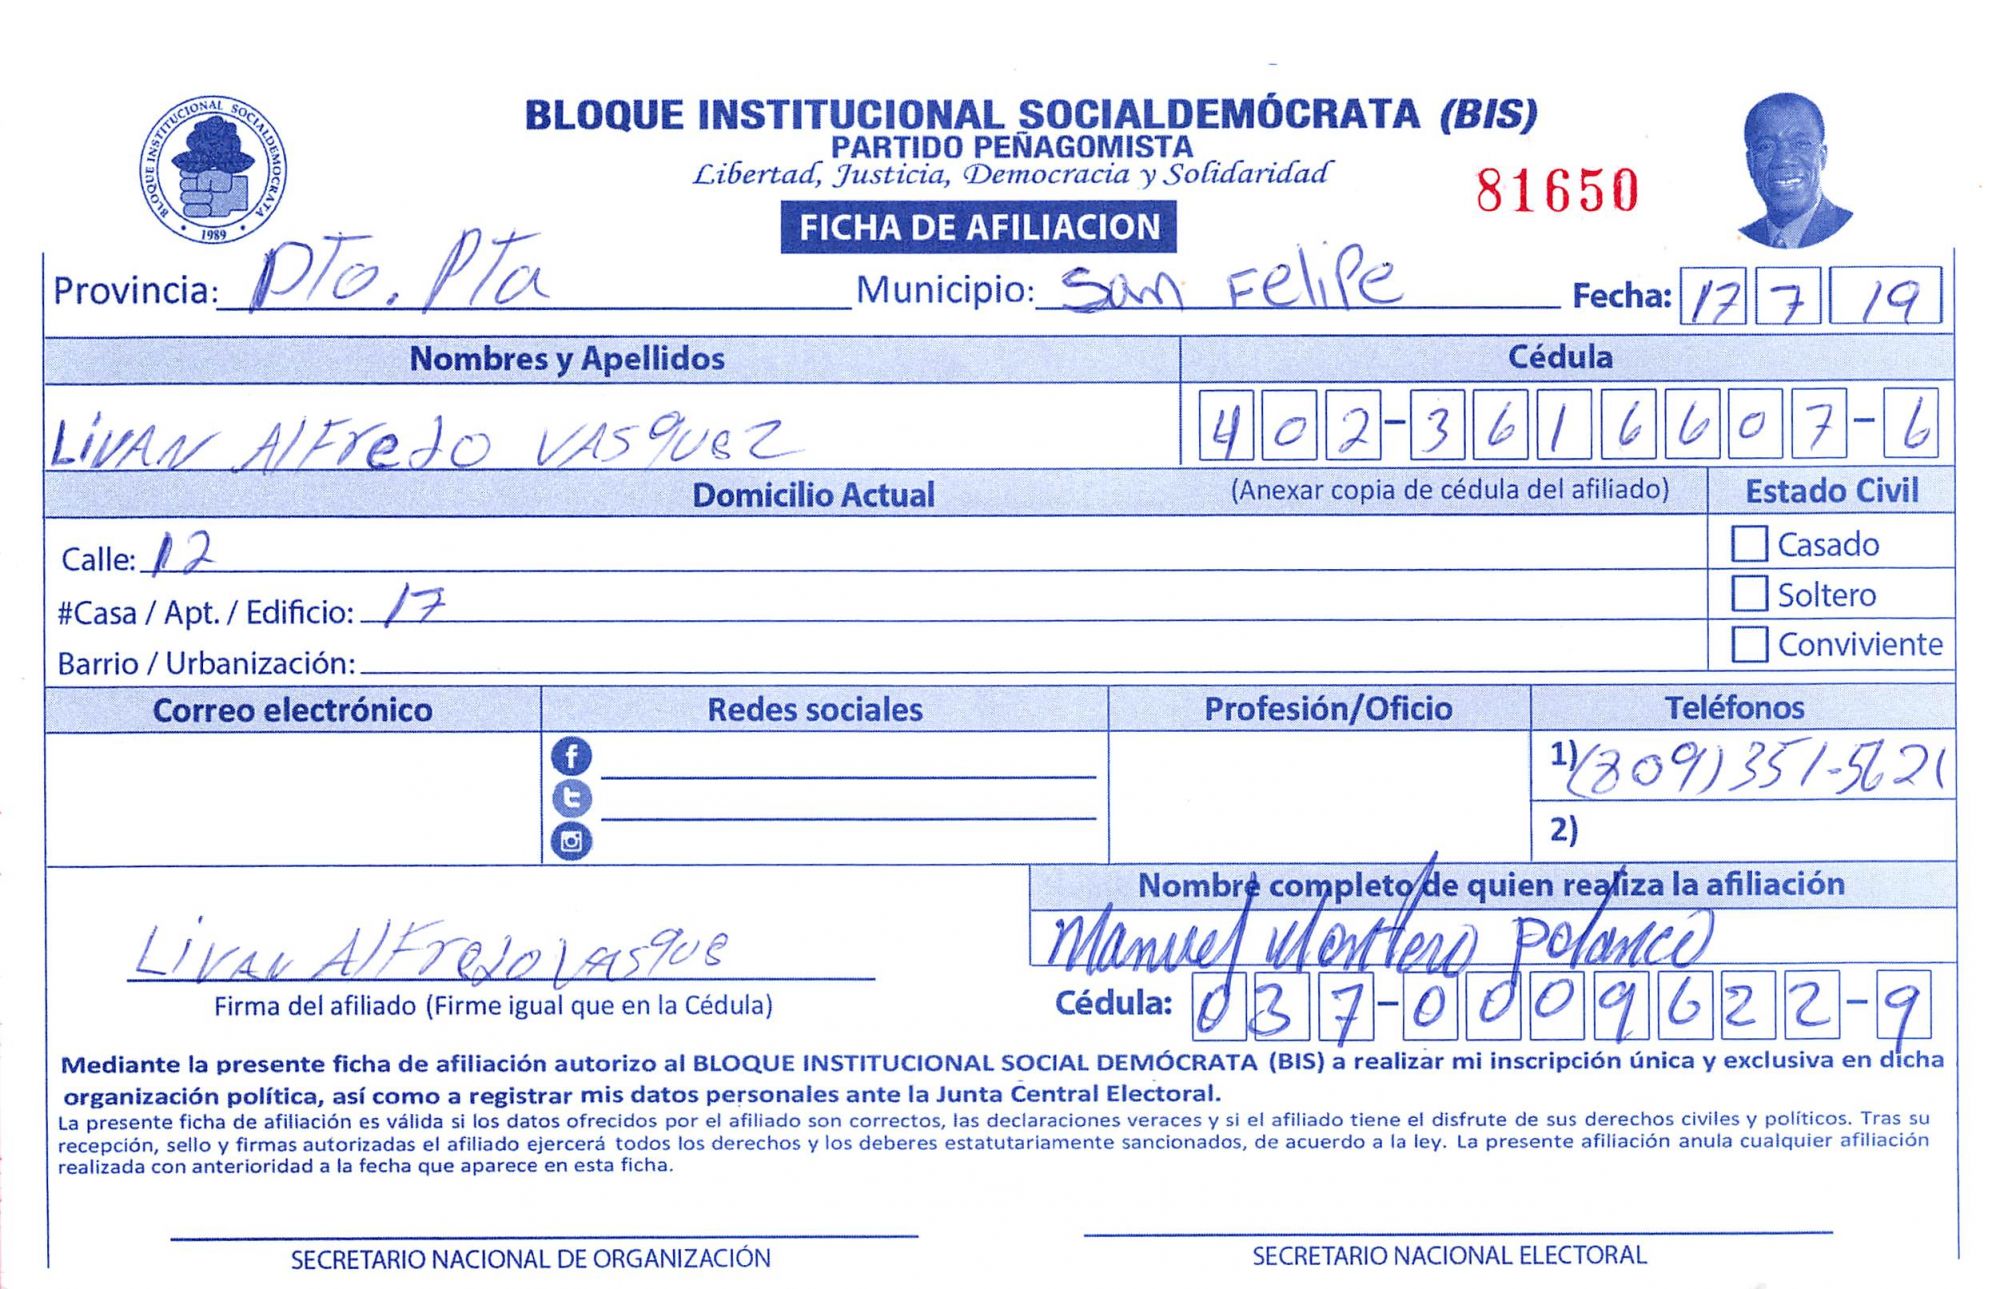 BLOQUE INSTITUCIONAL SOCIALDEMOCRATA
1989
BLOQUE INSTITUCIONAL SOCIALDEMÓCRATA (BIS)
PARTIDO PEÑAGOMISTA
Libertad, Justicia, Democracia y Solidaridad
81650
FICHA DE AFILIACION
Provincia: Pto. Pta Municipio: San Felipe Fecha: 17 7 19
Nombres y Apellidos Cédula
LiVAN AlFredo VASquez 402-3616607-6
Domicilio Actual (Anexar copia de cédula del afiliado) Estado Civil
Calle: 12 Casado
#Casa / Apt. / Edificio: 17 Soltero
Barrio / Urbanización: Conviviente
Correo electrónico Redes sociales Profesión/Oficio Teléfonos
1) (809) 351-5621
2)
Nombre completo de quien realiza la afiliación
LiVAN AlFredo VASque Manuel Montero Polanco
Firma del afiliado (Firme igual que en la Cédula) Cédula: 037-0009622-9
Mediante la presente ficha de afiliación autorizo al BLOQUE INSTITUCIONAL SOCIAL DEMÓCRATA (BIS) a realizar mi inscripción única y exclusiva en dicha
organización política, así como a registrar mis datos personales ante la Junta Central Electoral.
La presente ficha de afiliación es válida si los datos ofrecidos por el afiliado son correctos, las declaraciones veraces y si el afiliado tiene el disfrute de sus derechos civiles y políticos. Tras su
recepción, sello y firmas autorizadas el afiliado ejercerá todos los derechos y los deberes estatutariamente sancionados, de acuerdo a la ley. La presente afiliación anula cualquier afiliación
realizada con anterioridad a la fecha que aparece en esta ficha.
SECRETARIO NACIONAL DE ORGANIZACIÓN SECRETARIO NACIONAL ELECTORAL